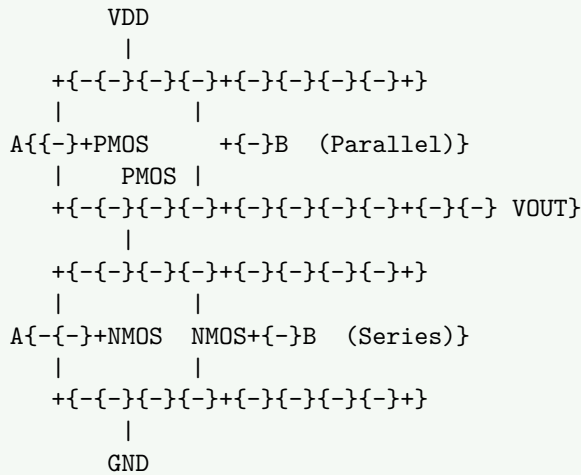 VDD
|
+{-{-}{-}{-}+{-}{-}{-}{-}+}
| |
A{{-}+PMOS +{-}B (Parallel)}
| PMOS |
+{-{-}{-}{-}+{-}{-}{-}{-}+{-}{-} VOUT}
|
+{-{-}{-}{-}+{-}{-}{-}{-}+}
| |
A{-{-}+NMOS NMOS+{-}B (Series)}
| |
+{-{-}{-}{-}+{-}{-}{-}{-}+}
|
GND